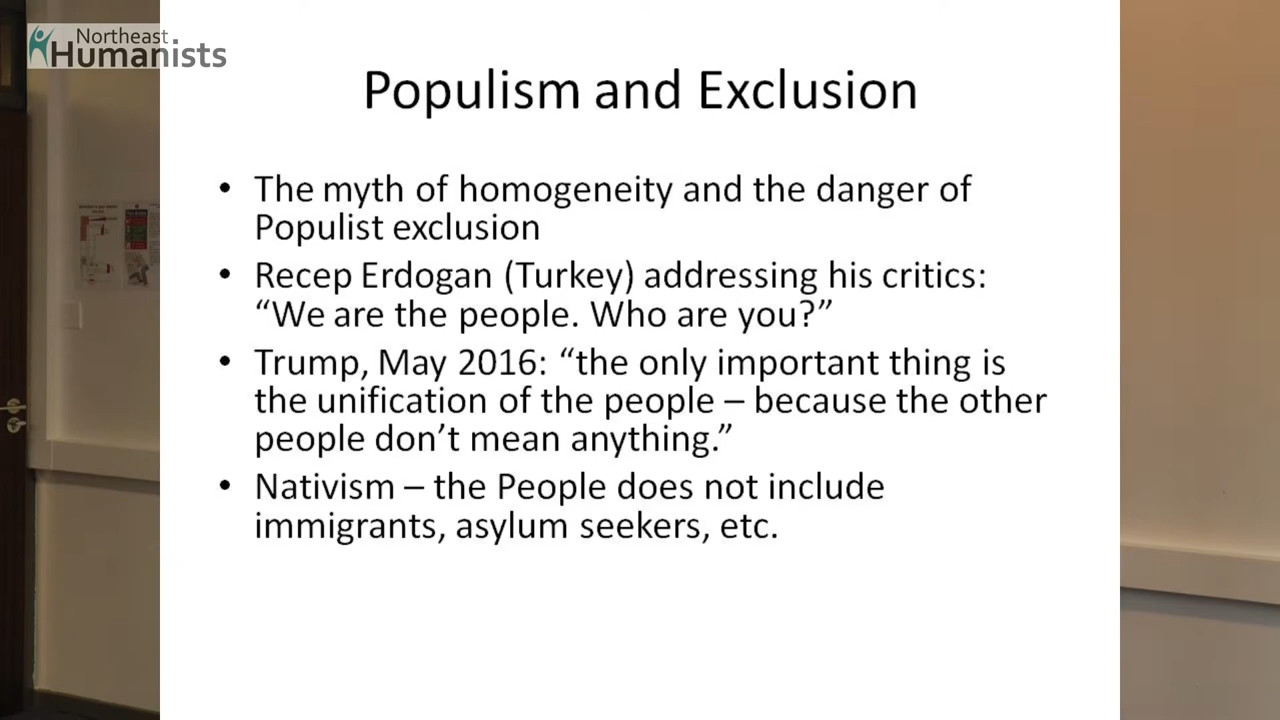 Northeast
Humanists
Populism and Exclusion
• The myth of homogeneity and the danger of
Populist exclusion
• Recep Erdogan (Turkey) addressing his critics:
“We are the people. Who are you?”
• Trump, May 2016: “the only important thing is
the unification of the people – because the other
people don’t mean anything.”
• Nativism – the People does not include
immigrants, asylum seekers, etc.